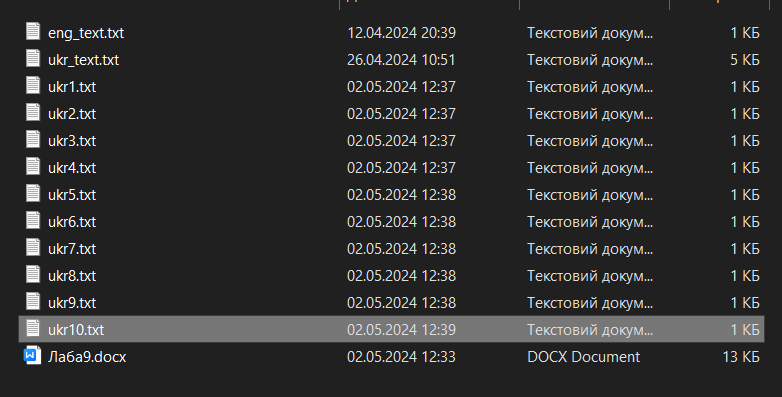 eng_text.txt 12.04.2024 20:39 Текстовий докум... 1 КБ
ukr_text.txt 26.04.2024 10:51 Текстовий докум... 5 КБ
ukr1.txt 02.05.2024 12:37 Текстовий докум... 1 КБ
ukr2.txt 02.05.2024 12:37 Текстовий докум... 1 КБ
ukr3.txt 02.05.2024 12:37 Текстовий докум... 1 КБ
ukr4.txt 02.05.2024 12:37 Текстовий докум... 1 КБ
ukr5.txt 02.05.2024 12:38 Текстовий докум... 1 КБ
ukr6.txt 02.05.2024 12:38 Текстовий докум... 1 КБ
ukr7.txt 02.05.2024 12:38 Текстовий докум... 1 КБ
ukr8.txt 02.05.2024 12:38 Текстовий докум... 1 КБ
ukr9.txt 02.05.2024 12:38 Текстовий докум... 1 КБ
ukr10.txt 02.05.2024 12:39 Текстовий докум... 1 КБ
Лаба9.docx 02.05.2024 12:33 DOCX Document 13 КБ